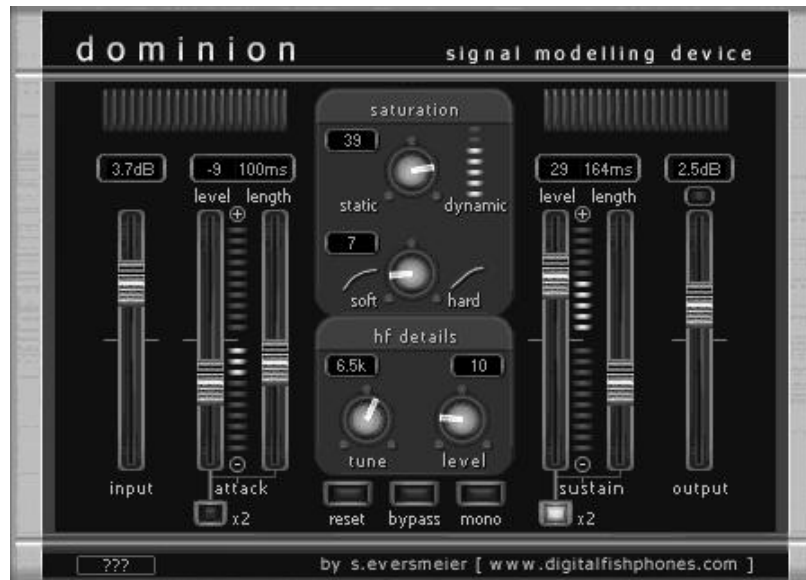 dominion
signal modelling device
saturation
39
static
dynamic
7
soft
hard
3.7dB
-9 100ms
level length
29 164ms
level length
2.5dB
hf details
6.5k
10
tune
level
input
attack
x2
reset
bypass
mono
sustain
x2
output
???
by s.eversmeier [ www.digitalfishphones.com ]